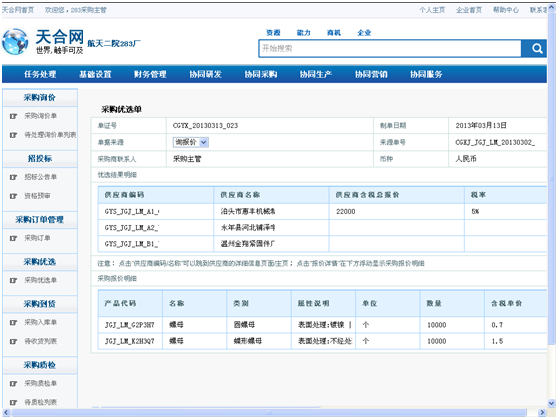 天合网首页 欢迎您，283采购主管 个人主页 企业首页 帮助中心 联系客
天合网
世界,触手可及
航天二院283厂
资源 能力 商机 企业
开始搜索
任务处理 基础设置 财务管理 协同研发 协同采购 协同生产 协同营销 协同服务
采购询价
采购询价单
待处理询价单列表
招投标
招标公告单
资格预审
采购订单管理
采购订单
采购优选
采购优选单
采购到货
采购入库单
待收货列表
采购质检
采购质检单
待质检列表
采购优选单
单证号 CGYX_20130313_023 制单日期 2013年03月13日
单据来源 询报价 来源单号 CGXJ_JGJ_LM_20130302_
采购商联系人 采购主管 币种 人民币
优选结果明细
供应商编码 供应商名称 供应商含税总报价 税率
GYS_JGJ_LM_A1_ 泊头市惠丰机械 22000 5%
GYS_JGJ_LM_A2_ 永年县河北铺泽牛
GYS_JGJ_LM_B1_ 温州金翔紧固件厂
注意：点击“供应商编码/名称”可以跳到供应商的详细信息页面/主页；点击“报价详情”在下方浮动显示采购报价明细
采购报价明细
产品代码 名称 类别 属性说明 单位 数量 含税单价
JGJ_LM_G2P3H7 螺母 圆螺母 表面处理:镀镍 | 个 10000 0.7
JGJ_LM_K2H3Q7 螺母 蝶形螺母 表面处理:不经处 个 10000 1.5